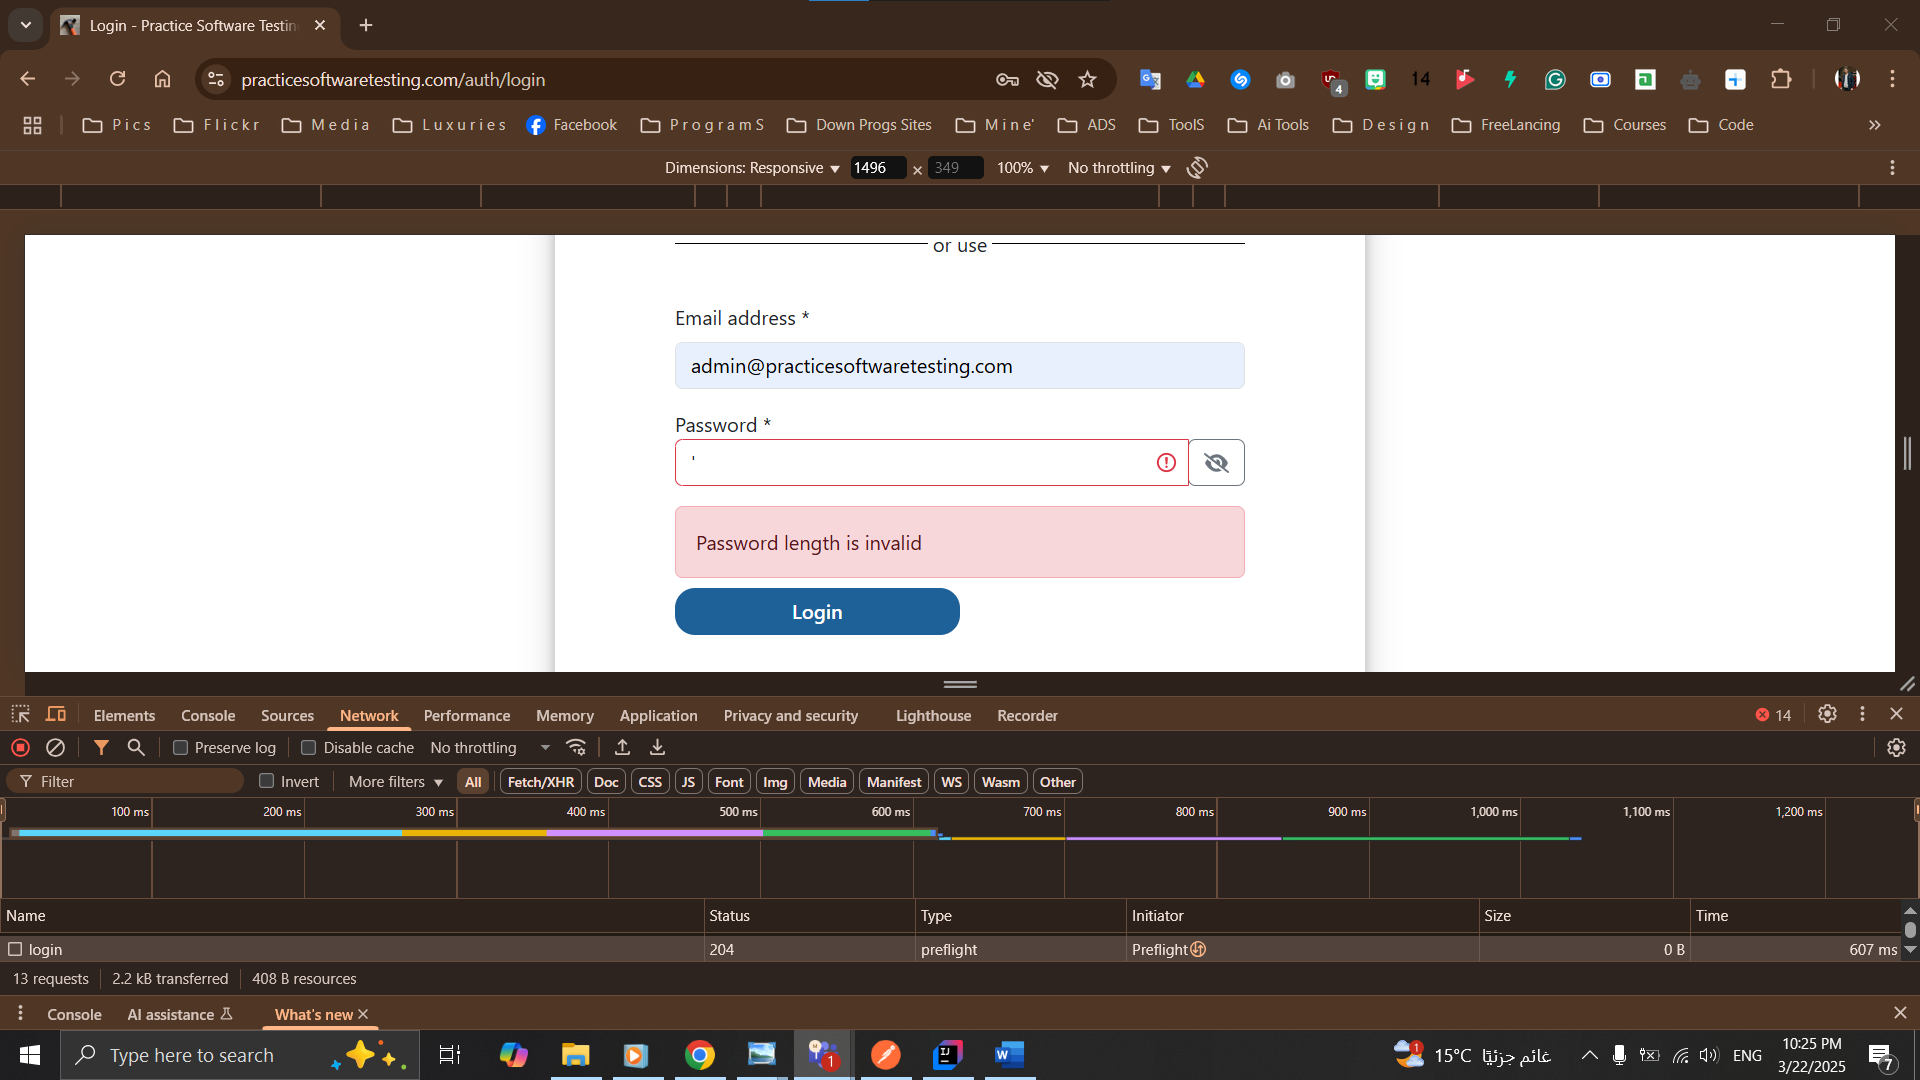 Login - Practice Software Testin
practicesoftwaretesting.com/auth/login
4
14
Pics
Flickr
Media
Luxuries
Facebook
ProgramS
Down Progs Sites
Mine'
ADS
ToolS
Ai Tools
Design
FreeLancing
Courses
Code
Dimensions: Responsive
1496
×
349
100%
No throttling
or use
Email address *
admin@practicesoftwaretesting.com
Password *
'
Password length is invalid
Login
Elements
Console
Sources
Network
Performance
Memory
Application
Privacy and security
Lighthouse
Recorder
14
Preserve log
Disable cache
No throttling
Filter
Invert
More filters
All
Fetch/XHR
Doc
CSS
JS
Font
Img
Media
Manifest
WS
Wasm
Other
100 ms
200 ms
300 ms
400 ms
500 ms
600 ms
700 ms
800 ms
900 ms
1,000 ms
1,100 ms
1,200 ms
Name
Status
Type
Initiator
Size
Time
login
204
preflight
Preflight
0 B
607 ms
13 requests
2.2 kB transferred
408 B resources
Console
AI assistance
What's new
Type here to search
1
1
15°C
غائم جزئيًا
ENG
10:25 PM
3/22/2025
7